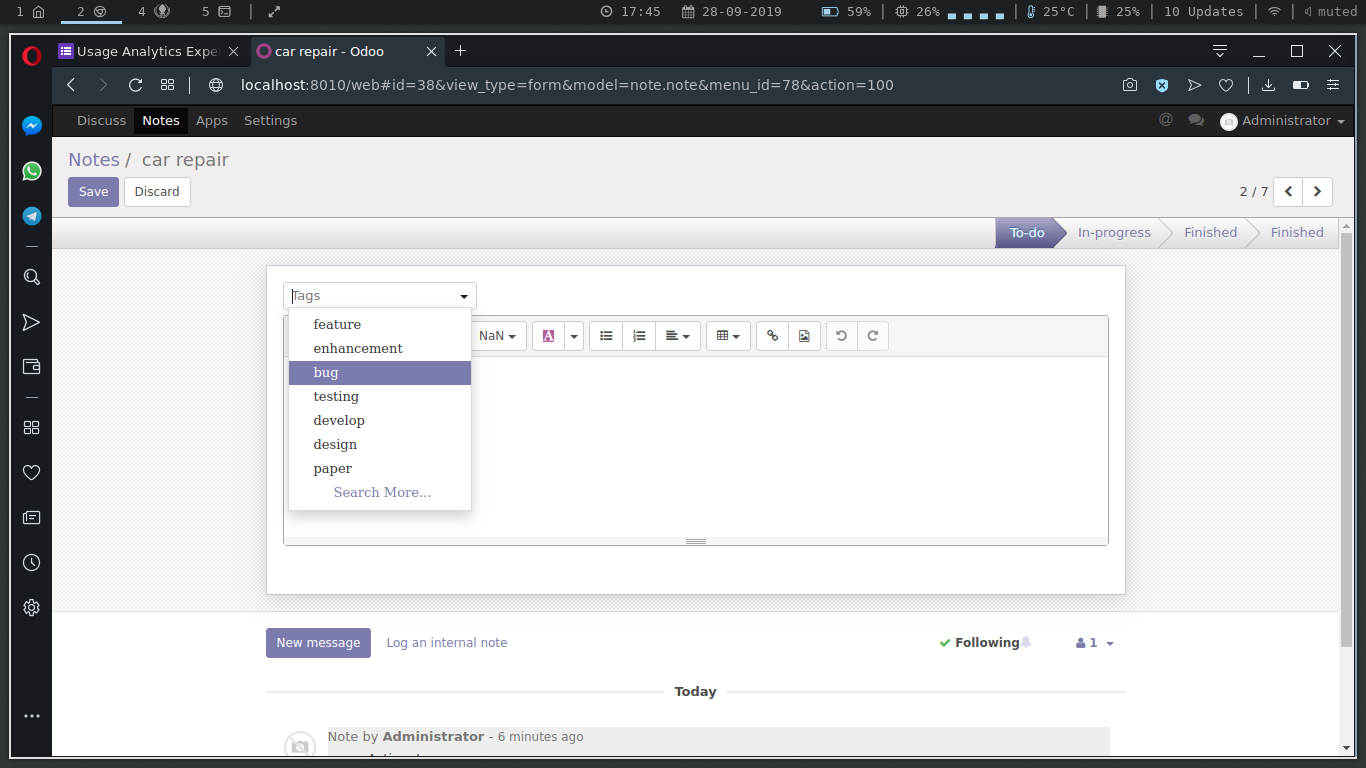 1 2 4 5 17:45 28-09-2019 59% 26% 25°C 25% 10 Updates muted
Usage Analytics Expe car repair - Odoo
localhost:8010/web#id=38&view_type=form&model=note.note&menu_id=78&action=100
Discuss Notes Apps Settings @ Administrator
Notes / car repair
Save Discard 2 / 7
To-do In-progress Finished Finished
Tags
feature
NaN A
enhancement
bug
testing
develop
design
paper
Search More...
New message Log an internal note Following 1
Today
Note by Administrator - 6 minutes ago